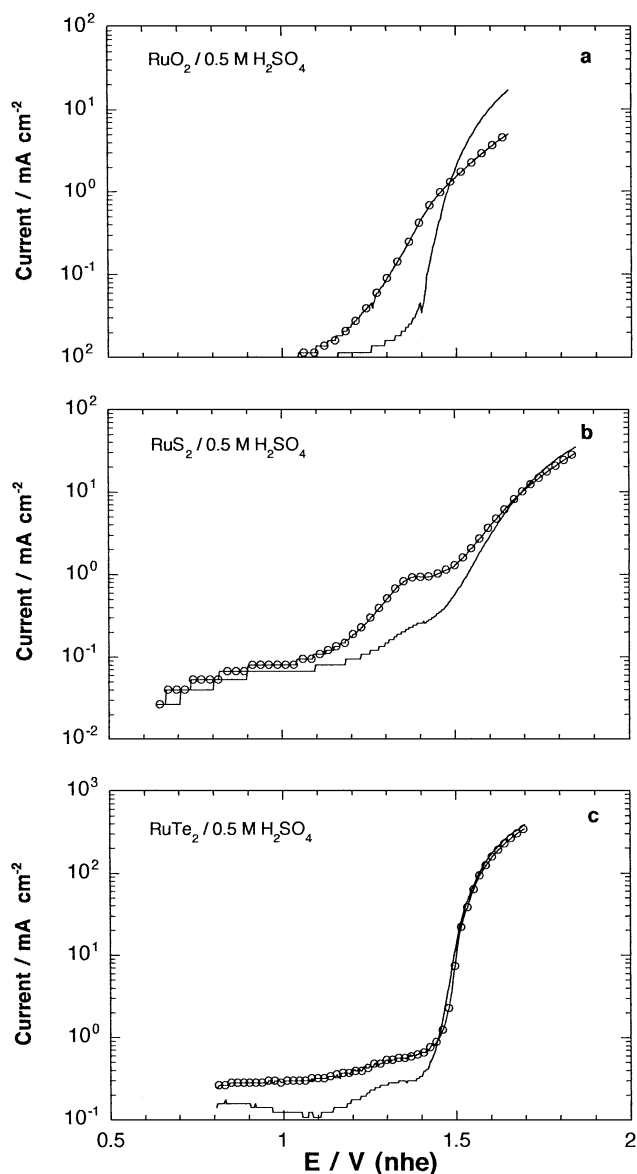 10²
RuO₂ / 0.5 M H₂SO₄
a
10¹
10⁰
10⁻¹
10²
Current / mA cm⁻²
10²
RuS₂ / 0.5 M H₂SO₄
b
10¹
10⁰
10⁻¹
10⁻²
Current / mA cm⁻²
10³
RuTe₂ / 0.5 M H₂SO₄
c
10²
10¹
10⁰
10⁻¹
Current / mA cm⁻²
0.5 1 1.5 2
E / V (nhe)